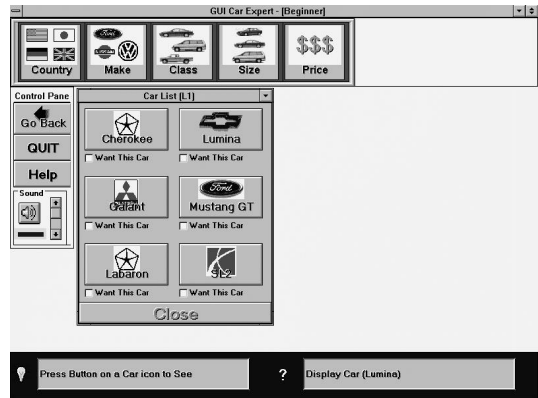 GUI Car Expert - [Beginner]
Ford
$$$
Country
Make
Class
Size
Price
Control Pane
Go Back
QUIT
Help
Sound
Car List (L1)
Cherokee
Lumina
Want This Car
Want This Car
Galant
Ford
Mustang GT
Want This Car
Want This Car
Labaron
SL2
Want This Car
Want This Car
Close
Press Button on a Car icon to See
?
Display Car (Lumina)